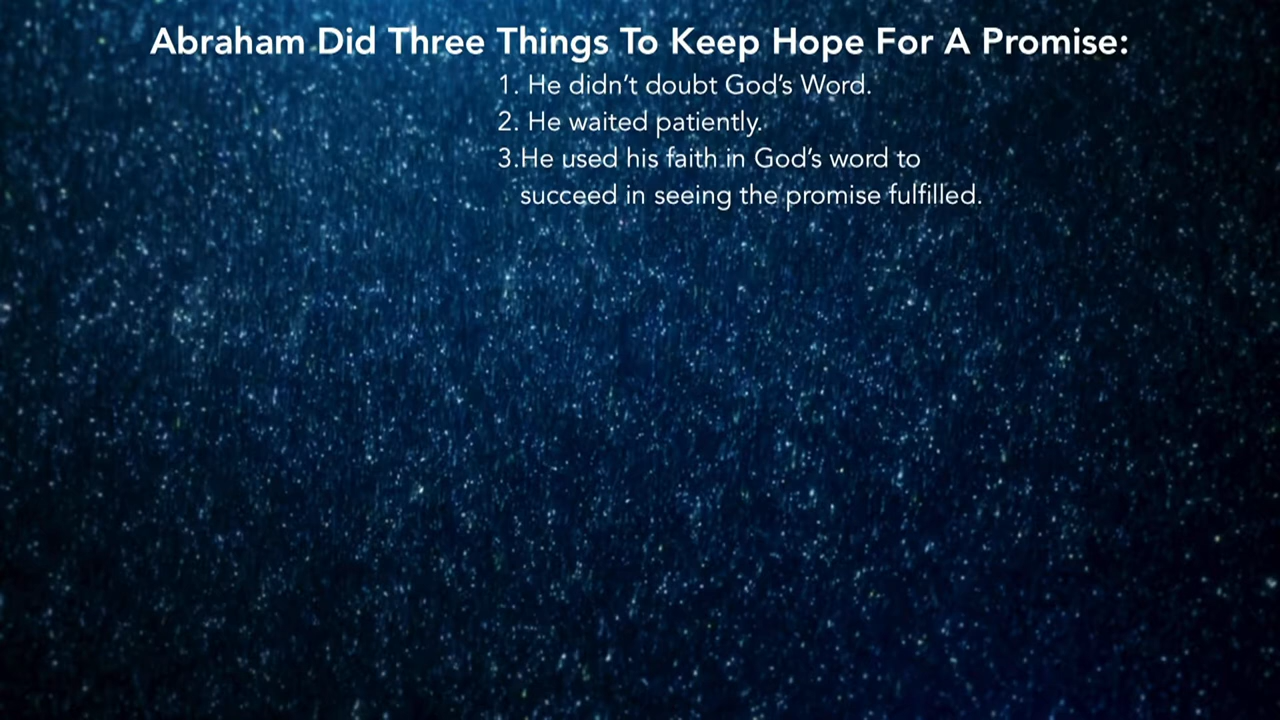 Abraham Did Three Things To Keep Hope For A Promise:
1. He didn’t doubt God’s Word.
2. He waited patiently.
3.He used his faith in God’s word to
succeed in seeing the promise fulfilled.